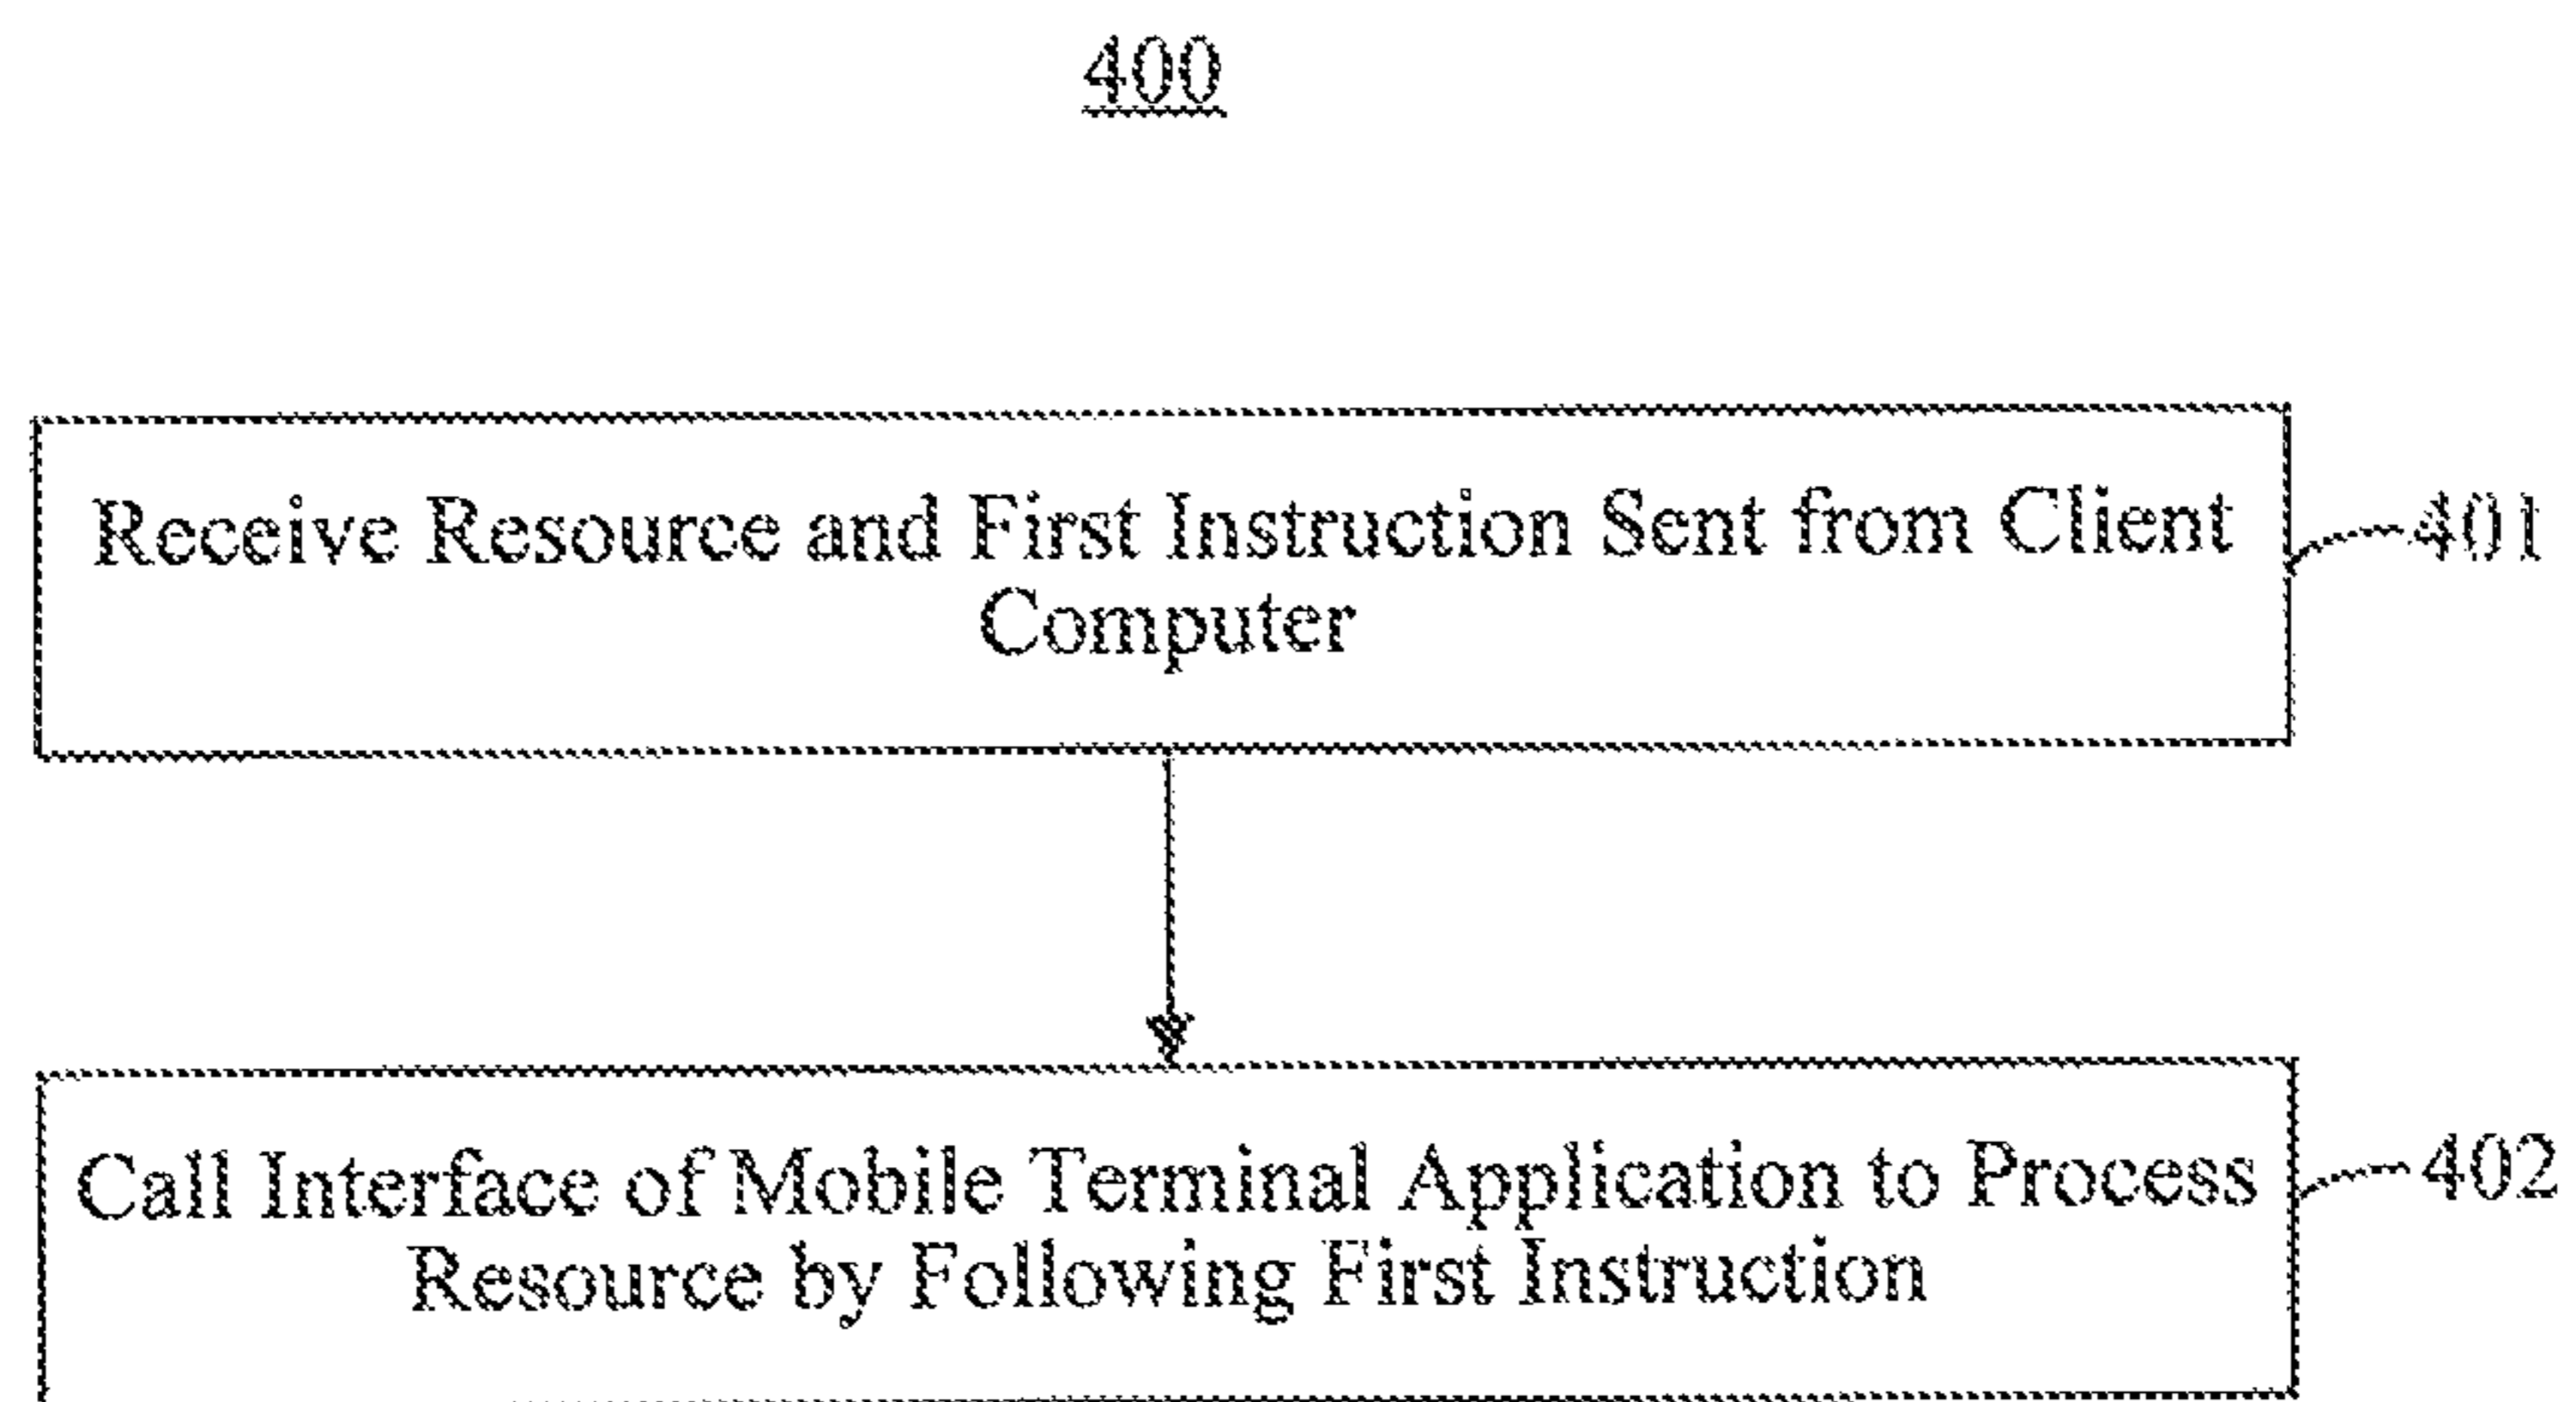 400
Receive Resource and First Instruction Sent from Client
Computer
401
Call Interface of Mobile Terminal Application to Process
Resource by Following First Instruction
402